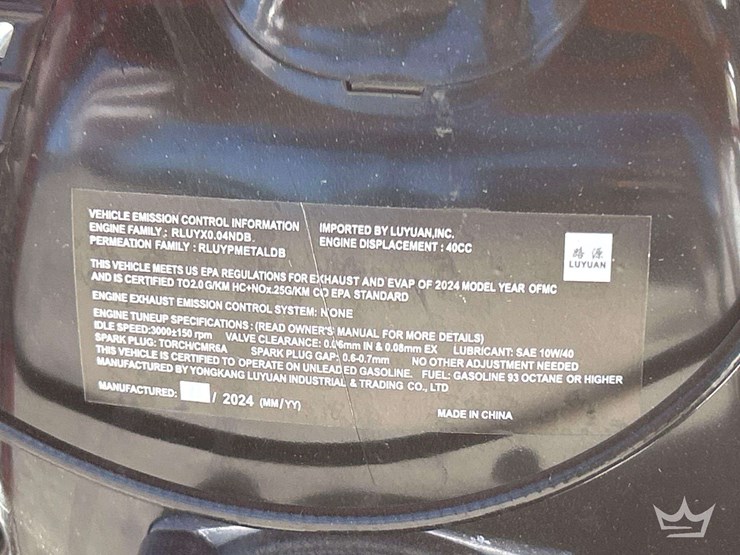 VEHICLE EMISSION CONTROL INFORMATION
ENGINE FAMILY : RLUYX0.04NDB.
PERMEATION FAMILY : RLUYPMETALDB
IMPORTED BY LUYUAN,INC.
ENGINE DISPLACEMENT : 40CC
路 源
LUYUAN
THIS VEHICLE MEETS US EPA REGULATIONS FOR EXHAUST AND EVAP OF 2024 MODEL YEAR OFMC
AND IS CERTIFIED TO2.0 G/KM HC+NOx.25G/KM CO EPA STANDARD
ENGINE EXHAUST EMISSION CONTROL SYSTEM: NONE
ENGINE TUNEUP SPECIFICATIONS : (READ OWNER'S MANUAL FOR MORE DETAILS)
IDLE SPEED:3000±150 rpm VALVE CLEARANCE: 0.06mm IN & 0.08mm EX LUBRICANT: SAE 10W/40
SPARK PLUG: TORCH/CMR6A SPARK PLUG GAP: 0.6-0.7mm NO OTHER ADJUSTMENT NEEDED
THIS VEHICLE IS CERTIFIED TO OPERATE ON UNLEADED GASOLINE. FUEL: GASOLINE 93 OCTANE OR HIGHER
MANUFACTURED BY YONGKANG LUYUAN INDUSTRIAL & TRADING CO., LTD
MANUFACTURED: / 2024 (MM/YY)
MADE IN CHINA